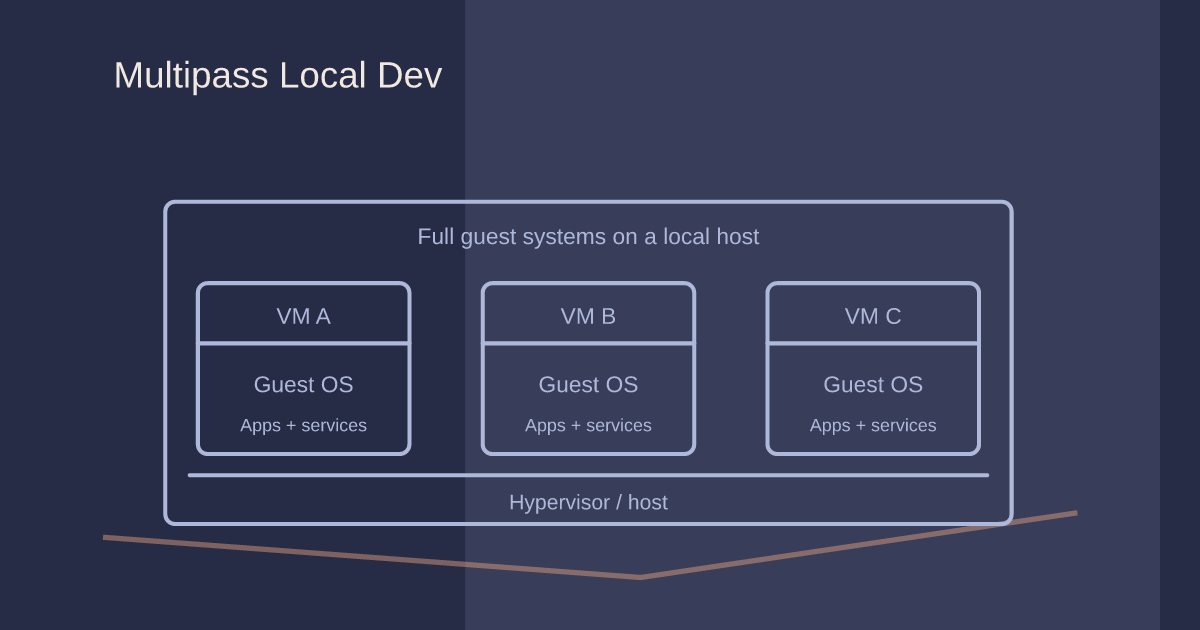 Multipass Local Dev
Full guest systems on a local host
VM A
VM B
VM C
Guest OS
Guest OS
Guest OS
Apps + services
Apps + services
Apps + services
Hypervisor / host